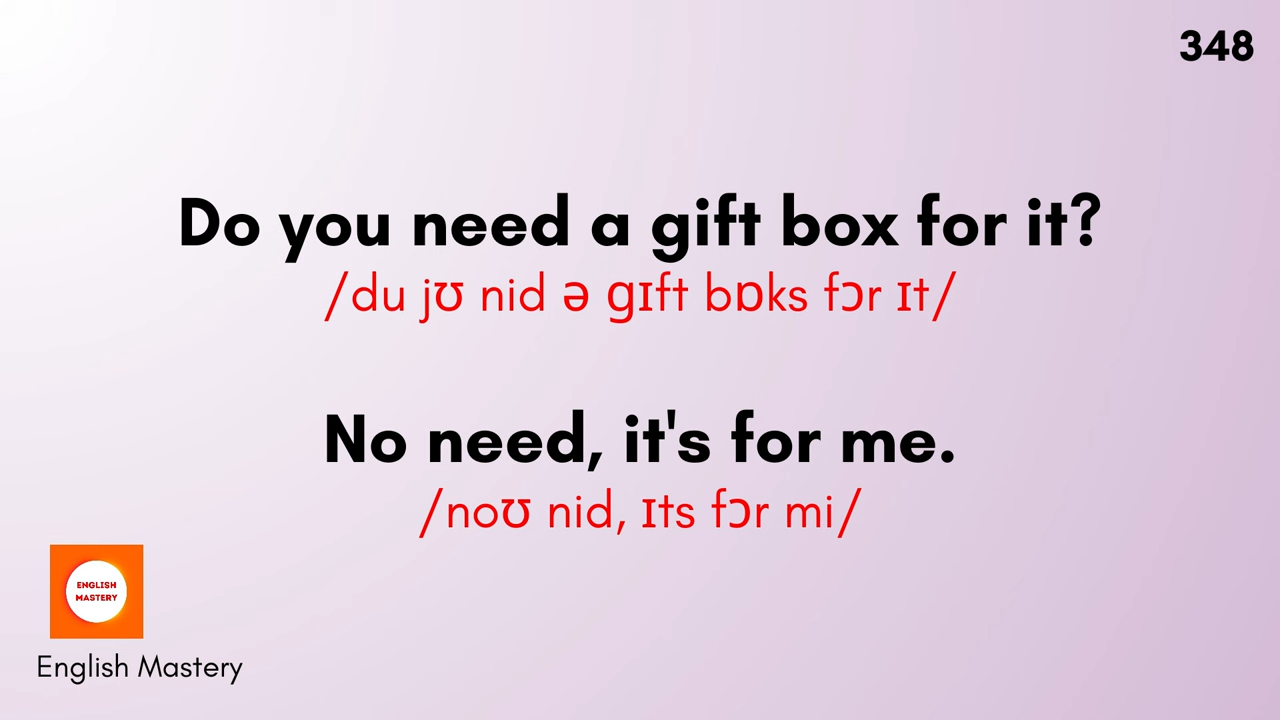 348
Do you need a gift box for it?
/du jʊ nid ə gɪft bɒks fɔr ɪt/
No need, it's for me.
/noʊ nid, ɪts fɔr mi/
ENGLISH
MASTERY
English Mastery